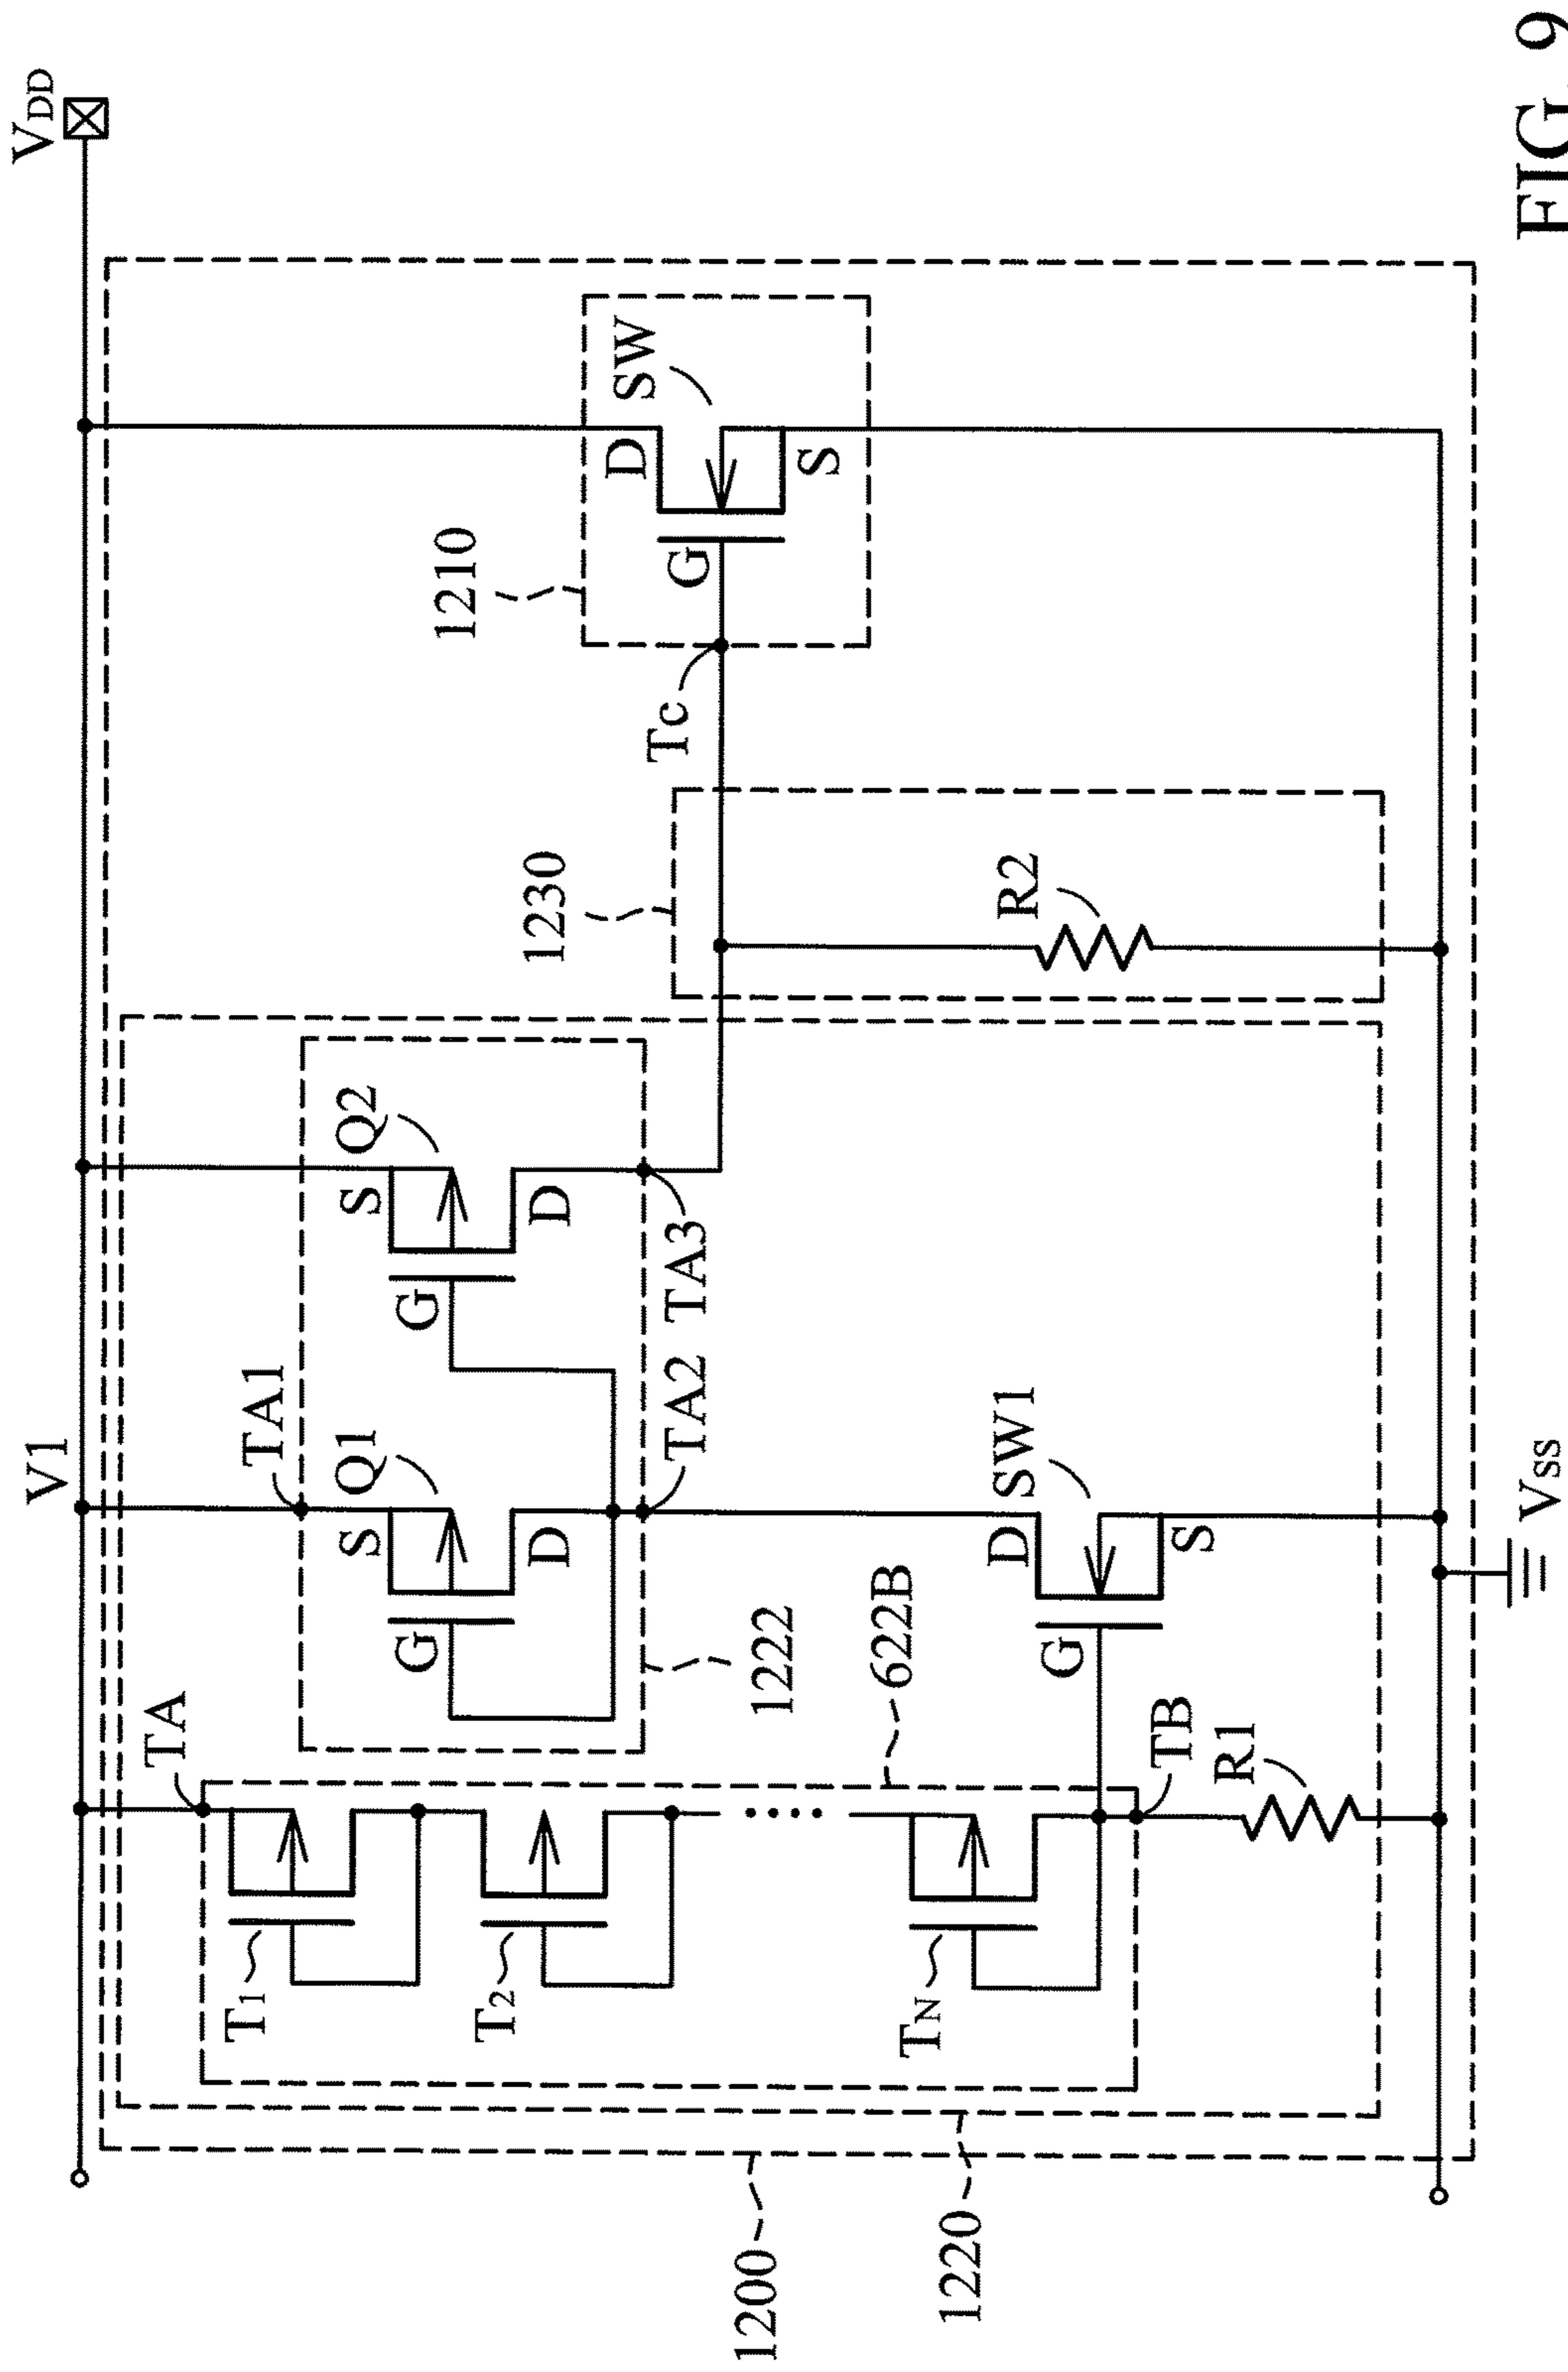 V1
VDD
TA
TA1
T1
Q1
S
G
D
Q2
S
G
D
T2
1222
TA2
TA3
622B
TN
TB
R1
SW1
D
G
S
1230
R2
Tc
1210
SW
D
G
S
1200
1220
VSS
FIG. 9